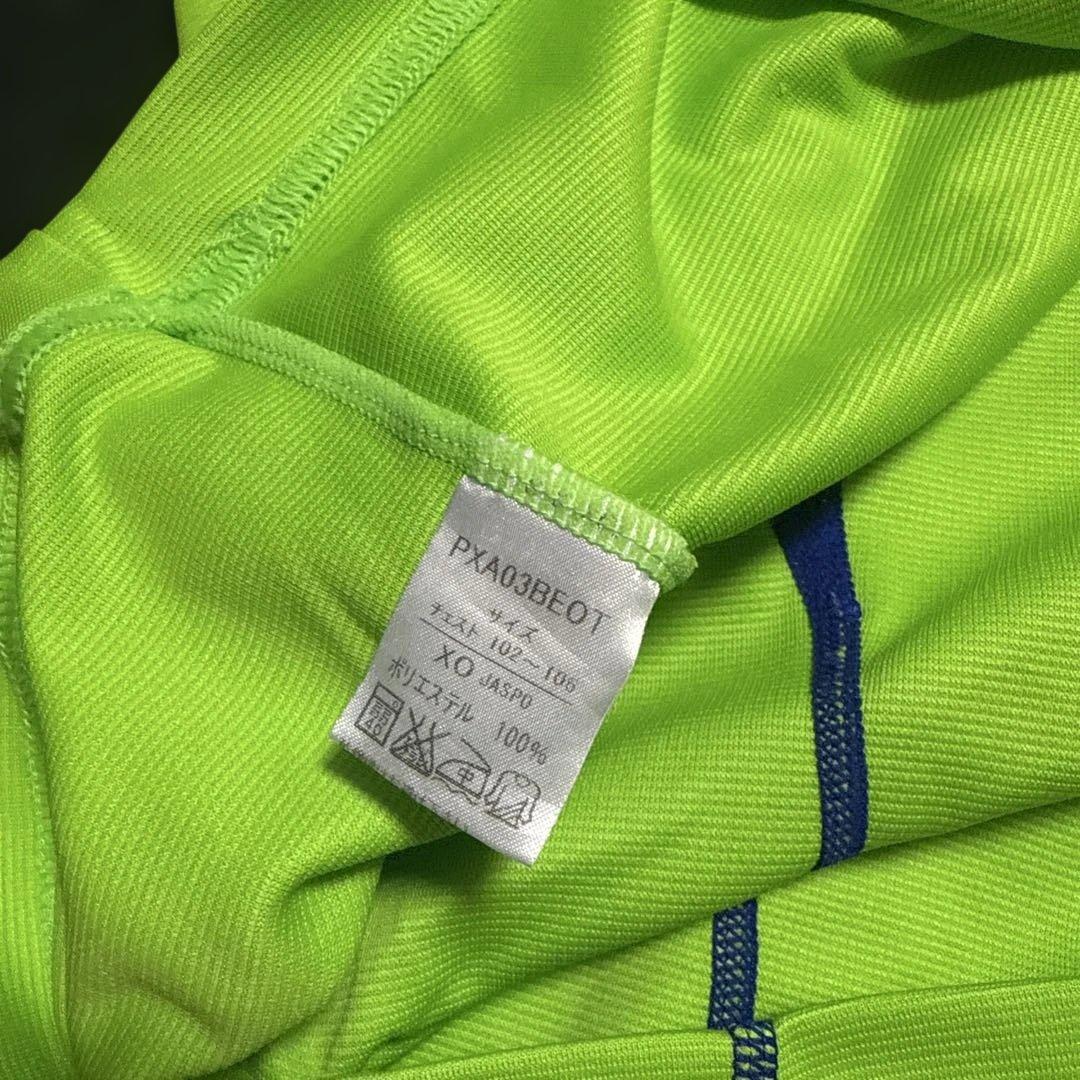 PXA03BEOT
サイズ
チェスト 102〜106
XO JASPO
ポリエステル 100%
中